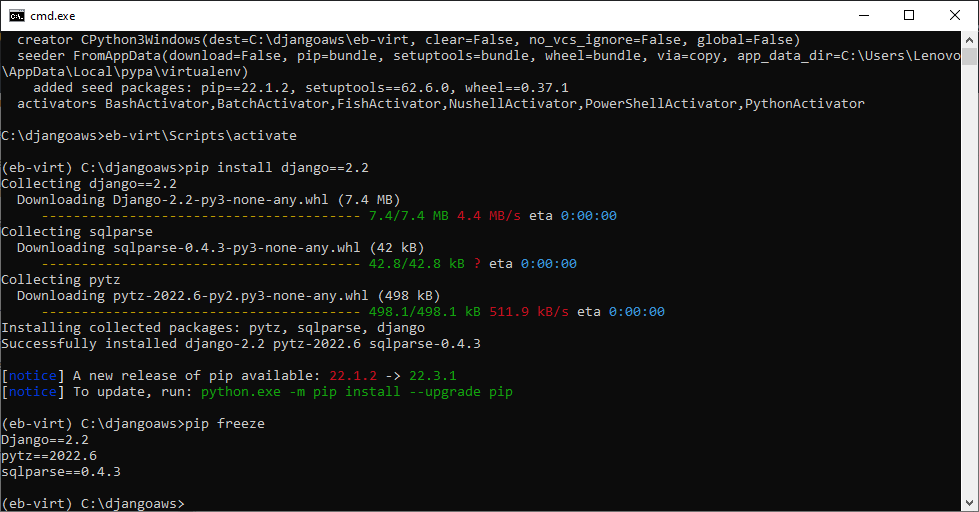 cmd.exe
creator CPython3Windows(dest=C:\djangoaws\eb-virt, clear=False, no_vcs_ignore=False, global=False)
seeder FromAppData(download=False, pip=bundle, setuptools=bundle, wheel=bundle, via=copy, app_data_dir=C:\Users\Lenovo
\AppData\Local\pypa\virtualenv)
added seed packages: pip==22.1.2, setuptools==62.6.0, wheel==0.37.1
activators BashActivator,BatchActivator,FishActivator,NushellActivator,PowerShellActivator,PythonActivator
C:\djangoaws>eb-virt\Scripts\activate
(eb-virt) C:\djangoaws>pip install django==2.2
Collecting django==2.2
Downloading Django-2.2-py3-none-any.whl (7.4 MB)
---------------------------------------- 7.4/7.4 MB 4.4 MB/s eta 0:00:00
Collecting sqlparse
Downloading sqlparse-0.4.3-py3-none-any.whl (42 kB)
---------------------------------------- 42.8/42.8 kB ? eta 0:00:00
Collecting pytz
Downloading pytz-2022.6-py2.py3-none-any.whl (498 kB)
---------------------------------------- 498.1/498.1 kB 511.9 kB/s eta 0:00:00
Installing collected packages: pytz, sqlparse, django
Successfully installed django-2.2 pytz-2022.6 sqlparse-0.4.3
[notice] A new release of pip available: 22.1.2 -> 22.3.1
[notice] To update, run: python.exe -m pip install --upgrade pip
(eb-virt) C:\djangoaws>pip freeze
Django==2.2
pytz==2022.6
sqlparse==0.4.3
(eb-virt) C:\djangoaws>